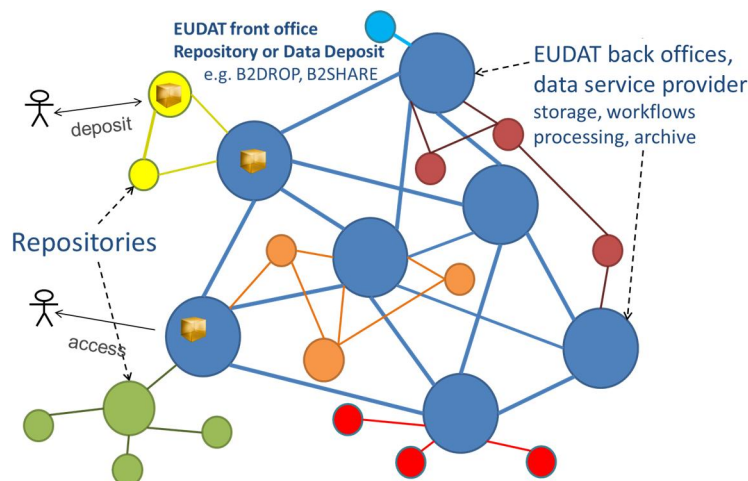 EUDAT front office
Repository or Data Deposit
e.g. B2DROP, B2SHARE
EUDAT back offices,
data service provider
storage, workflows
processing, archive
deposit
Repositories
access